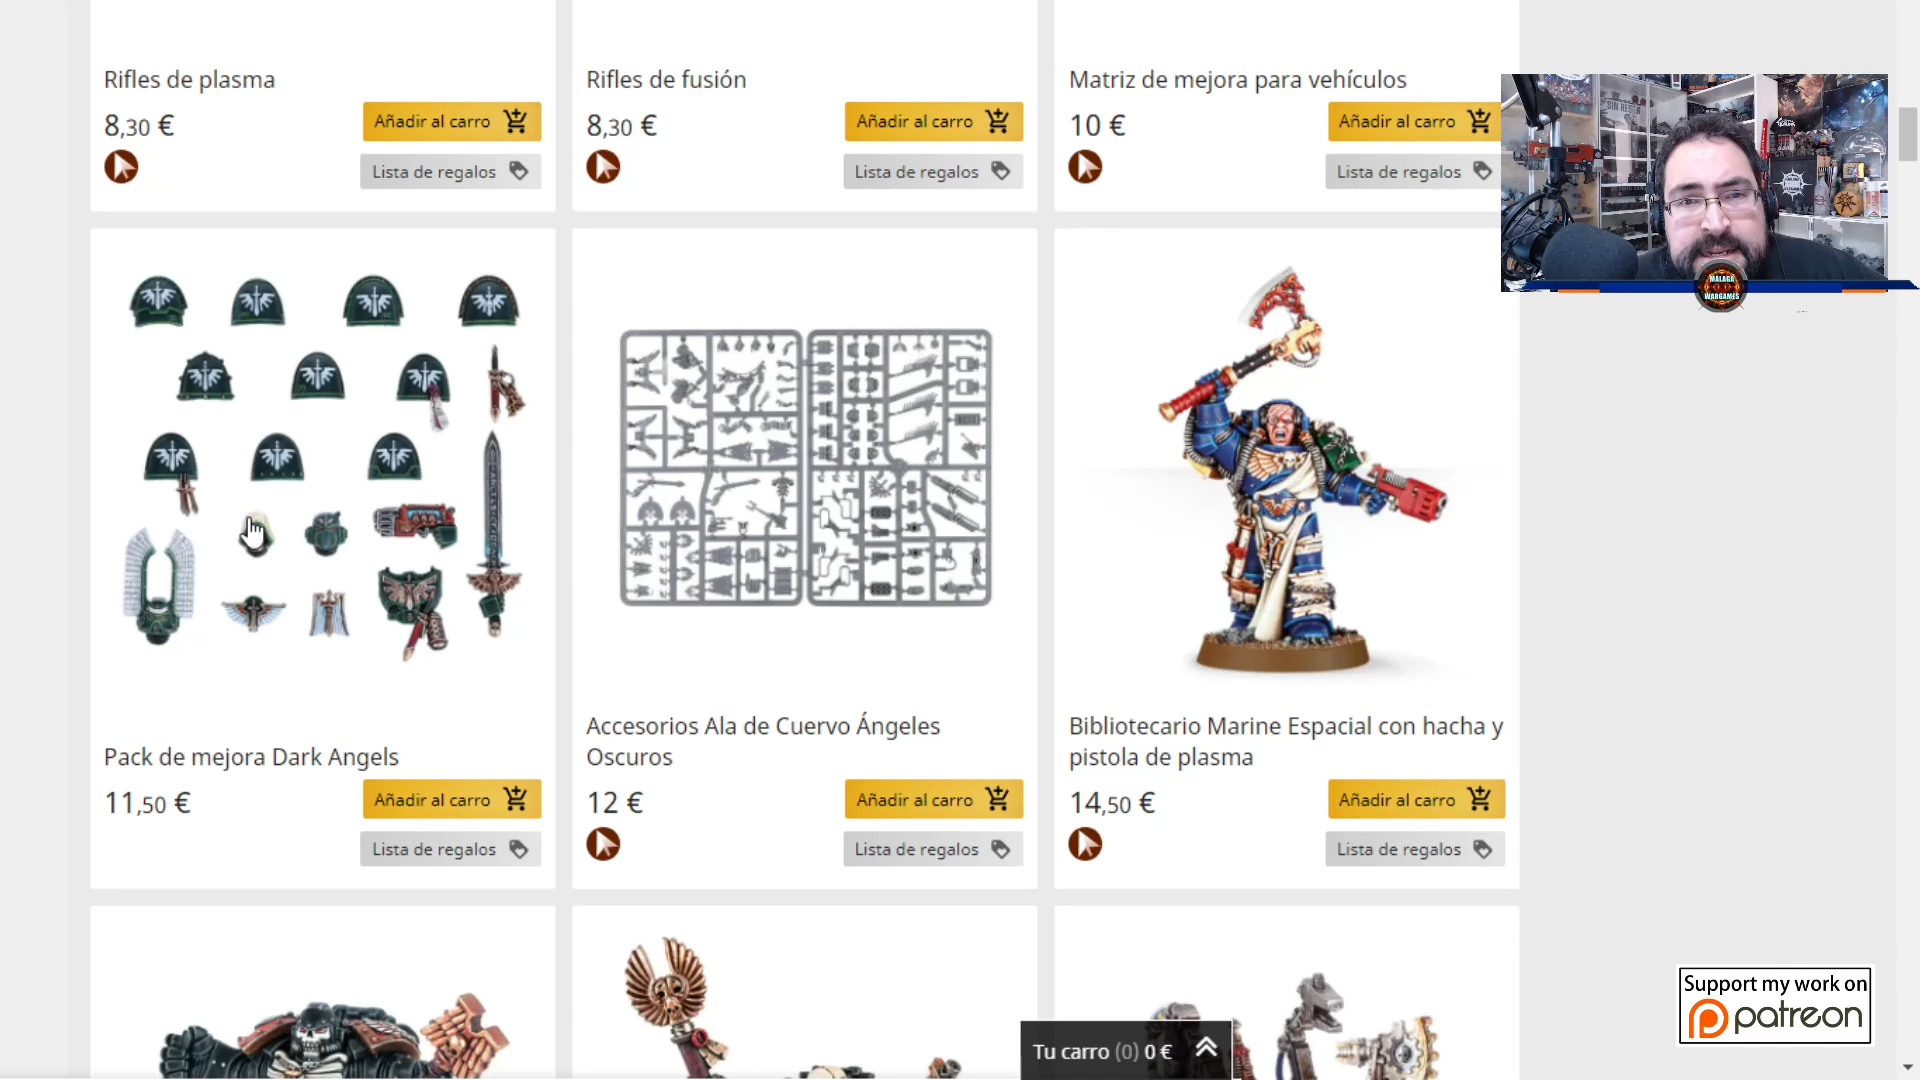 Rifles de plasma
8,30 €
Añadir al carro
Lista de regalos
Rifles de fusión
8,30 €
Añadir al carro
Lista de regalos
Matriz de mejora para vehículos
10 €
Añadir al carro
Lista de regalos
MALAGA
WARGAMES
Pack de mejora Dark Angels
11,50 €
Añadir al carro
Lista de regalos
Accesorios Ala de Cuervo Ángeles
Oscuros
12 €
Añadir al carro
Lista de regalos
Bibliotecario Marine Espacial con hacha y
pistola de plasma
14,50 €
Añadir al carro
Lista de regalos
Tu carro (0) 0 €
Support my work on
patreon